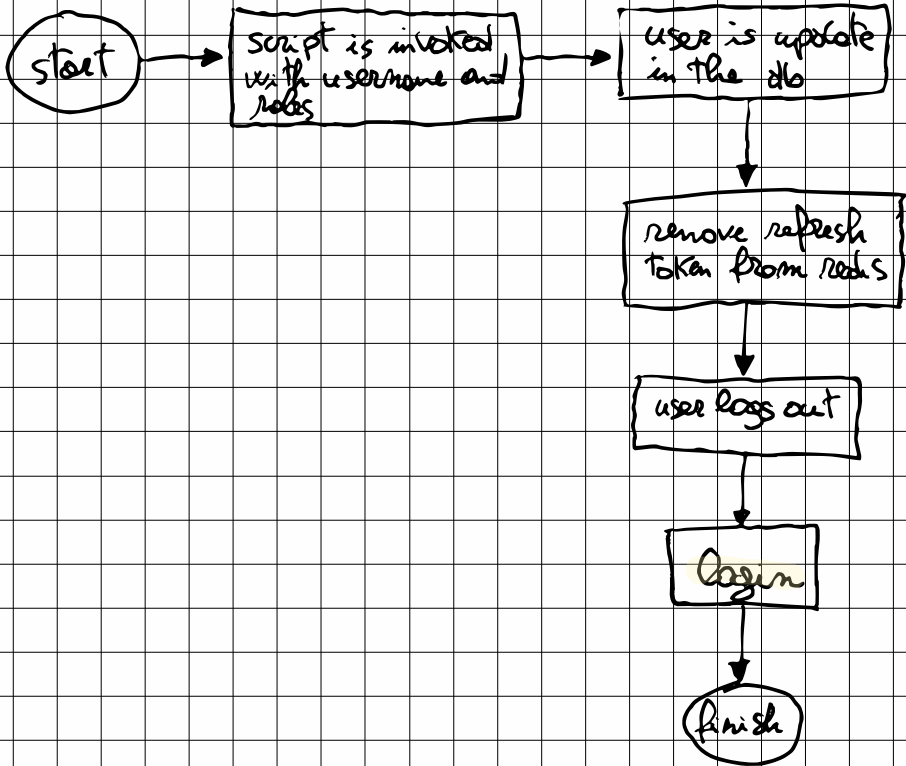 start
script is invoked
with username and
roles
user is update
in the db
remove refresh
token from redis
user logs out
login
finish